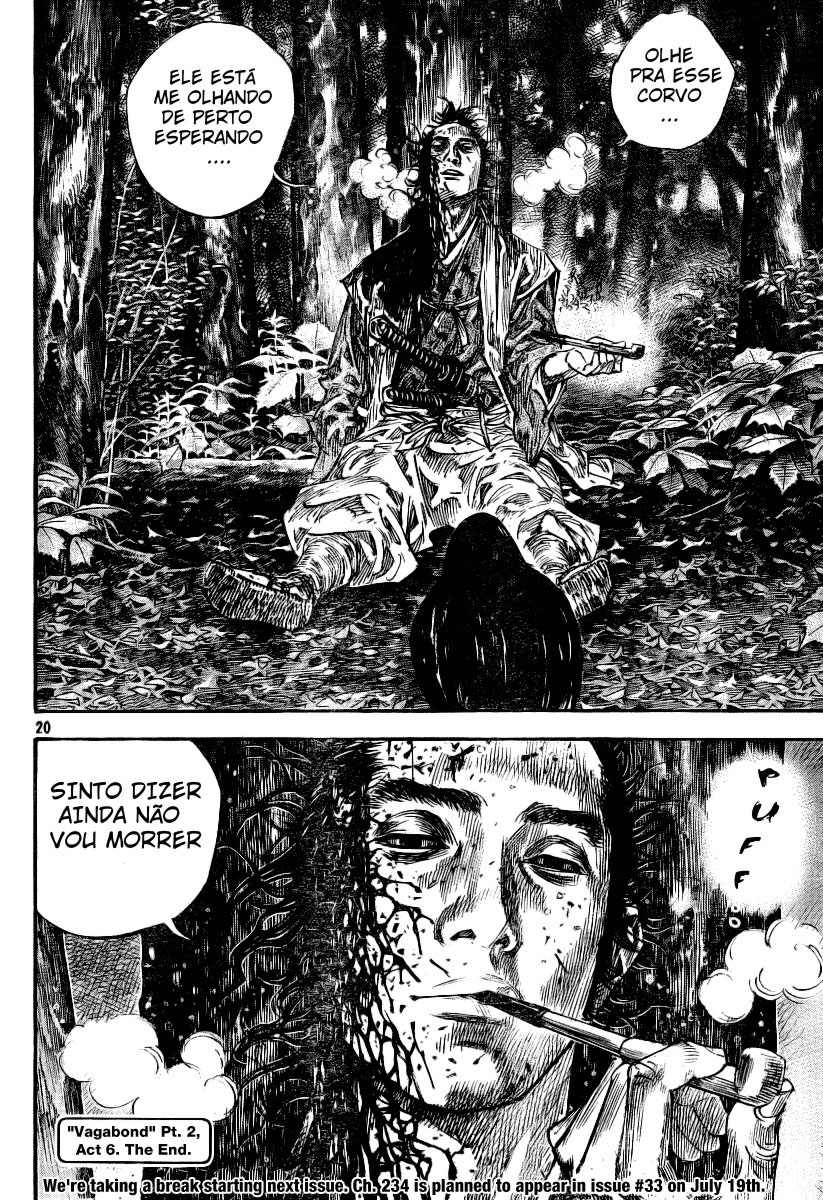 OLHE
PRA ESSE
CORVO
...
ELE ESTÁ
ME OLHANDO
DE PERTO
ESPERANDO
....
20
SINTO DIZER
AINDA NÃO
VOU MORRER
PUFF
"Vagabond" Pt. 2,
Act 6. The End.
We're taking a break starting next issue. Ch. 234 is planned to appear in issue #33 on July 19th.